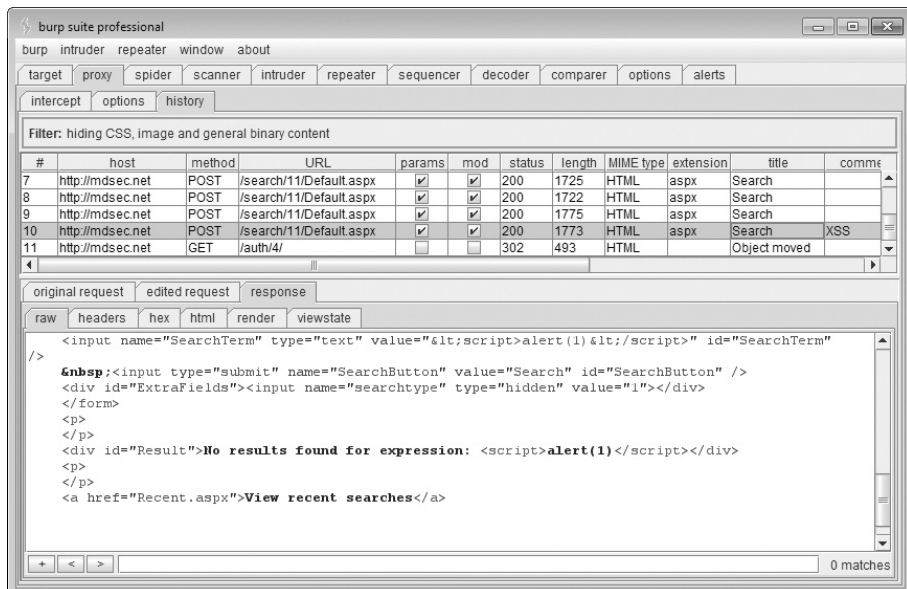 burp suite professional
burp intruder repeater window about
target proxy spider scanner intruder repeater sequencer decoder comparer options alerts
intercept options history
Filter: hiding CSS, image and general binary content
# host method URL params mod status length MIME type extension title comme
7 http://mdsec.net POST /search/11/Default.aspx 200 1725 HTML aspx Search
8 http://mdsec.net POST /search/11/Default.aspx 200 1722 HTML aspx Search
9 http://mdsec.net POST /search/11/Default.aspx 200 1775 HTML aspx Search
10 http://mdsec.net POST /search/11/Default.aspx 200 1773 HTML aspx Search XSS
11 http://mdsec.net GET /auth/4/ 302 493 HTML Object moved
original request edited request response
raw headers hex html render viewstate
<input name="SearchTerm" type="text" value="&lt;script>alert(1)&lt;/script>" id="SearchTerm"
/>
&nbsp;<input type="submit" name="SearchButton" value="Search" id="SearchButton" />
<div id="ExtraFields"><input name="searchtype" type="hidden" value="1"></div>
</form>
<p>
</p>
<div id="Result">No results found for expression: <script>alert(1)</script></div>
<p>
</p>
<a href="Recent.aspx">View recent searches</a>
+ < > 0 matches